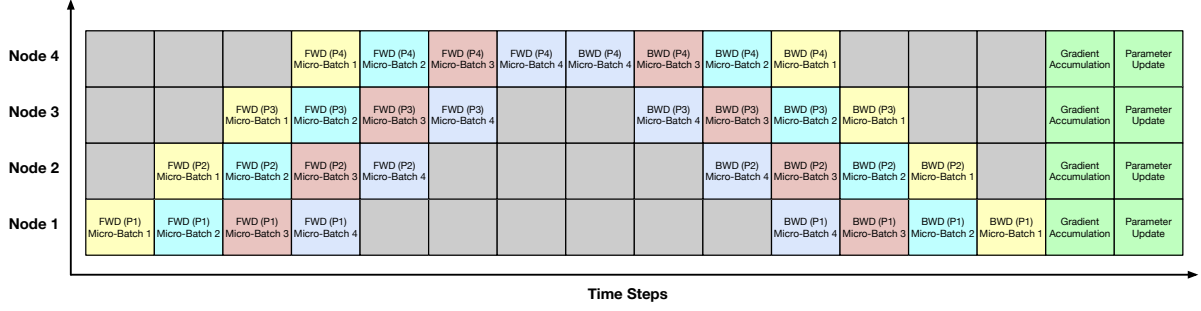 Node 4
FWD (P4)
Micro-Batch 1
FWD (P4)
Micro-Batch 2
FWD (P4)
Micro-Batch 3
FWD (P4)
Micro-Batch 4
BWD (P4)
Micro-Batch 4
BWD (P4)
Micro-Batch 3
BWD (P4)
Micro-Batch 2
BWD (P4)
Micro-Batch 1
Gradient
Accumulation
Parameter
Update
Node 3
FWD (P3)
Micro-Batch 1
FWD (P3)
Micro-Batch 2
FWD (P3)
Micro-Batch 3
FWD (P3)
Micro-Batch 4
BWD (P3)
Micro-Batch 4
BWD (P3)
Micro-Batch 3
BWD (P3)
Micro-Batch 2
BWD (P3)
Micro-Batch 1
Gradient
Accumulation
Parameter
Update
Node 2
FWD (P2)
Micro-Batch 1
FWD (P2)
Micro-Batch 2
FWD (P2)
Micro-Batch 3
FWD (P2)
Micro-Batch 4
BWD (P2)
Micro-Batch 4
BWD (P2)
Micro-Batch 3
BWD (P2)
Micro-Batch 2
BWD (P2)
Micro-Batch 1
Gradient
Accumulation
Parameter
Update
Node 1
FWD (P1)
Micro-Batch 1
FWD (P1)
Micro-Batch 2
FWD (P1)
Micro-Batch 3
FWD (P1)
Micro-Batch 4
BWD (P1)
Micro-Batch 4
BWD (P1)
Micro-Batch 3
BWD (P1)
Micro-Batch 2
BWD (P1)
Micro-Batch 1
Gradient
Accumulation
Parameter
Update
Time Steps